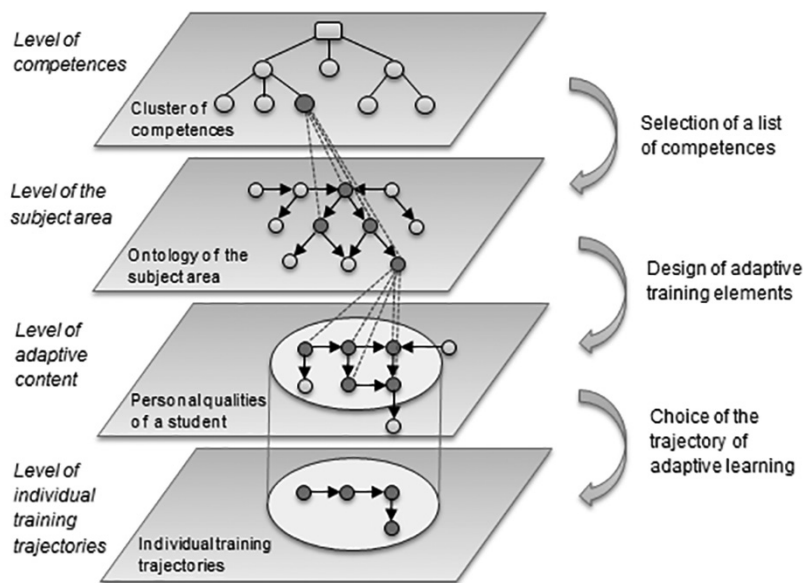 Level of
competences
Cluster of
competences
Selection of a list
of competences
Level of the
subject area
Ontology of the
subject area
Design of adaptive
training elements
Level of
adaptive
content
Personal qualities
of a student
Choice of the
trajectory of
adaptive learning
Level of
individual
training
trajectories
Individual training
trajectories